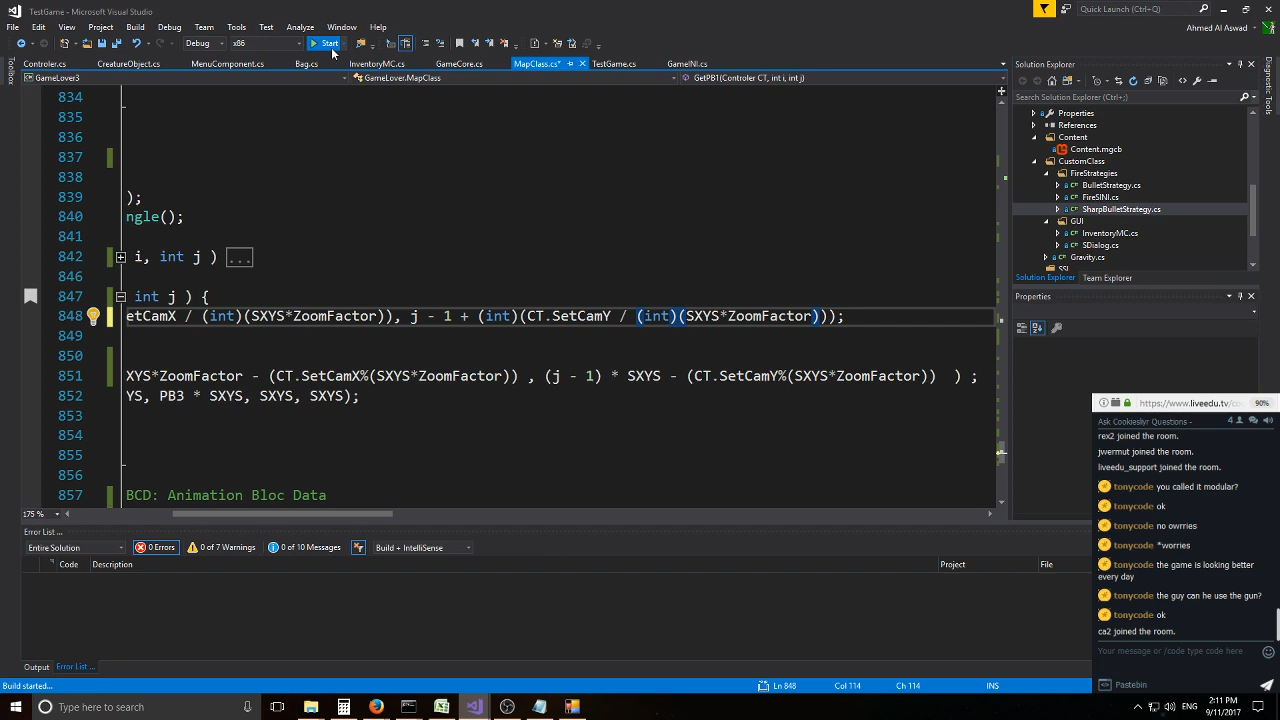 TestGame - Microsoft Visual Studio
Quick Launch (Ctrl+Q)
File Edit View Project Build Debug Team Tools Test Analyze Window Help
Ahmed Al Aswad
Debug x86 Start
Controler.cs CreatureObject.cs MenuComponent.cs Bag.cs InventoryMC.cs GameCore.cs MapClass.cs* TestGame.cs GameINI.cs
GameLover3 GameLover.MapClass GetPB1(Controler CT, int i, int j)
Toolbox
834
835
836
837
838
839 );
840 ngle();
841
842 i, int j ) ...
846
847 int j ) {
848 etCamX / (int)(SXYS*ZoomFactor)), j - 1 + (int)(CT.SetCamY / (int)(SXYS*ZoomFactor)));
849
850
851 XYS*ZoomFactor - (CT.SetCamX%(SXYS*ZoomFactor)) , (j - 1) * SXYS - (CT.SetCamY%(SXYS*ZoomFactor)) ) ;
852 YS, PB3 * SXYS, SXYS, SXYS);
853
854
855
856
857 BCD: Animation Bloc Data
175 %
Error List ...
Entire Solution 0 Errors 0 of 7 Warnings 0 of 10 Messages Build + IntelliSense
Code Description Project File
Output Error List ...
Build started... Ln 848 Col 114 Ch 114 INS
Solution Explorer
Search Solution Explorer (Ctrl+;)
Properties
References
Content
Content.mgcb
CustomClass
FireStrategies
BulletStrategy.cs
FireSINI.cs
SharpBulletStrategy.cs
GUI
InventoryMC.cs
SDialog.cs
Gravity.cs
SSI
Solution Explorer Team Explorer
Properties
Diagnostic Tools
https://www.liveedu.tv/co 90%
Ask Cookiesliyr Questions - 4
rex2 joined the room.
jwermut joined the room.
liveedu_support joined the room.
tonycode you called it modular?
tonycode ok
tonycode no owrries
tonycode *worries
tonycode the game is looking better
every day
tonycode the guy can he use the gun?
tonycode ok
ca2 joined the room.
Your message or /code type code here
Pastebin
Type here to search
ENG
2:11 PM
9/11/2017